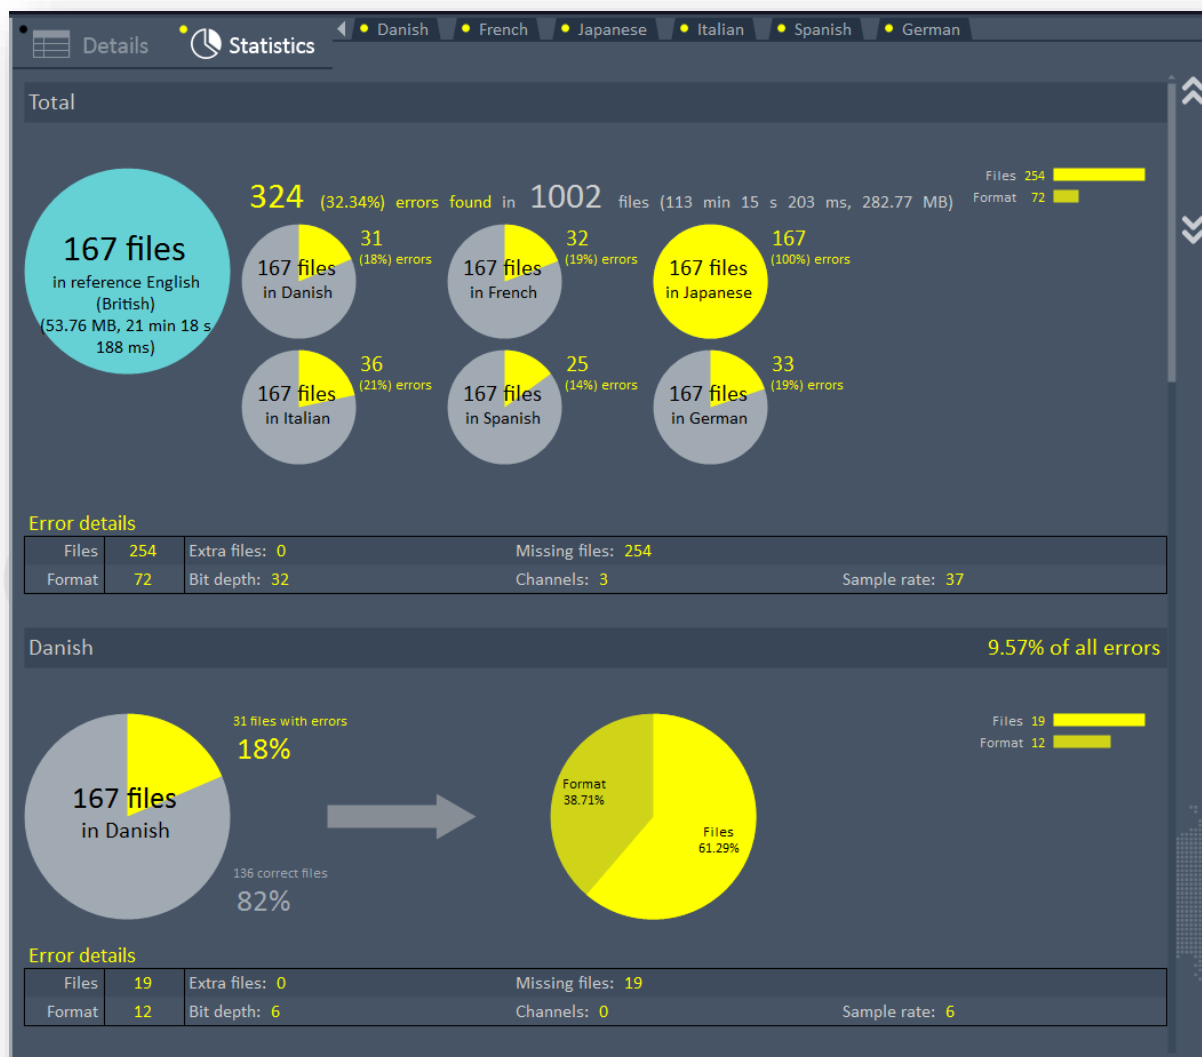 Details
Statistics
Danish
French
Japanese
Italian
Spanish
German
Total
167 files
in reference English
(British)
(53.76 MB, 21 min 18 s
188 ms)
324 (32.34%) errors found in 1002 files (113 min 15 s 203 ms, 282.77 MB)
Files 254
Format 72
167 files
in Danish
31
(18%) errors
167 files
in French
32
(19%) errors
167 files
in Japanese
167
(100%) errors
167 files
in Italian
36
(21%) errors
167 files
in Spanish
25
(14%) errors
167 files
in German
33
(19%) errors
Error details
Files 254 Extra files: 0 Missing files: 254
Format 72 Bit depth: 32 Channels: 3 Sample rate: 37
Danish 9.57% of all errors
167 files
in Danish
31 files with errors
18%
136 correct files
82%
Format
38.71%
Files
61.29%
Files 19
Format 12
Error details
Files 19 Extra files: 0 Missing files: 19
Format 12 Bit depth: 6 Channels: 0 Sample rate: 6